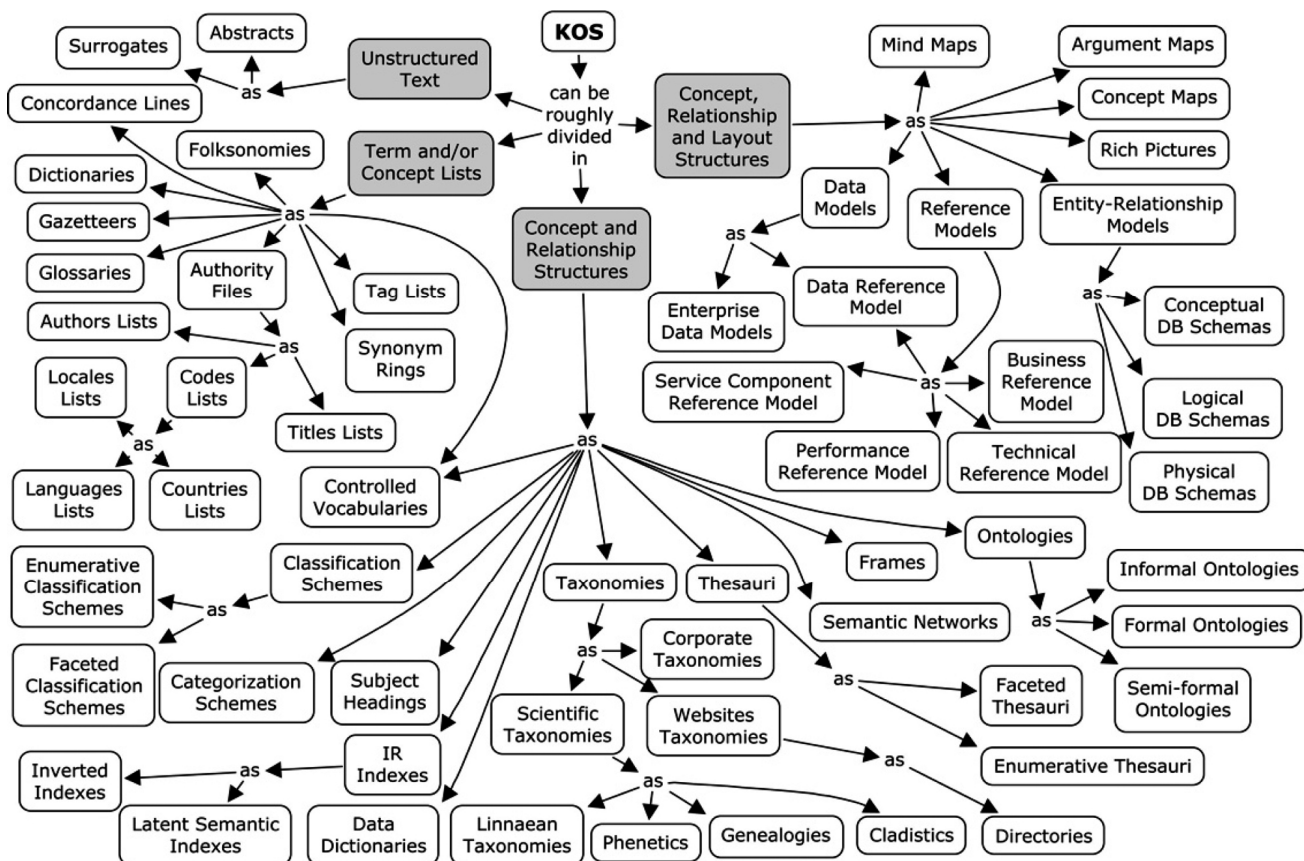 KOS
can be
roughly
divided
in
Unstructured
Text
as
Surrogates
Abstracts
Term and/or
Concept Lists
as
Concordance Lines
Folksonomies
Dictionaries
Gazetteers
Glossaries
Authority
Files
Tag Lists
Synonym
Rings
as
Authors Lists
Codes
Lists
Titles Lists
as
Locales
Lists
Languages
Lists
Countries
Lists
Controlled
Vocabularies
Concept and
Relationship
Structures
as
Classification
Schemes
as
Enumerative
Classification
Schemes
Faceted
Classification
Schemes
Categorization
Schemes
Subject
Headings
IR
Indexes
as
Inverted
Indexes
Latent Semantic
Indexes
Data
Dictionaries
Taxonomies
as
Corporate
Taxonomies
Scientific
Taxonomies
Websites
Taxonomies
as
Linnaean
Taxonomies
Phenetics
Genealogies
Cladistics
as
Directories
Thesauri
as
Faceted
Thesauri
Enumerative Thesauri
Semantic Networks
Frames
Ontologies
as
Informal Ontologies
Formal Ontologies
Semi-formal
Ontologies
Concept,
Relationship
and Layout
Structures
as
Mind Maps
Argument Maps
Concept Maps
Rich Pictures
Data
Models
Reference
Models
Entity-Relationship
Models
as
Enterprise
Data Models
Data Reference
Model
as
Service Component
Reference Model
Business
Reference
Model
Performance
Reference Model
Technical
Reference Model
as
Conceptual
DB Schemas
Logical
DB Schemas
Physical
DB Schemas